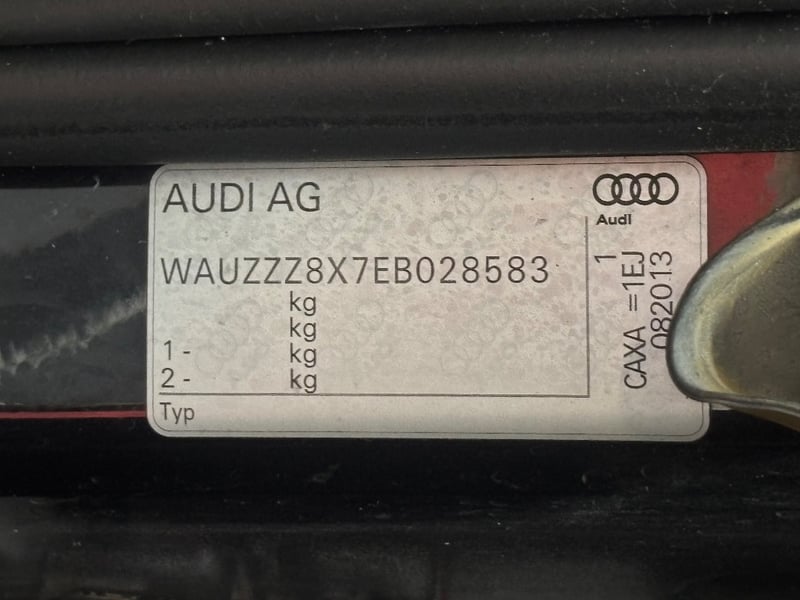 AUDI AG
Audi
WAUZZZ8X7EB028583
kg
kg
1 - kg
2 - kg
Typ
1
CAXA =1EJ
082013